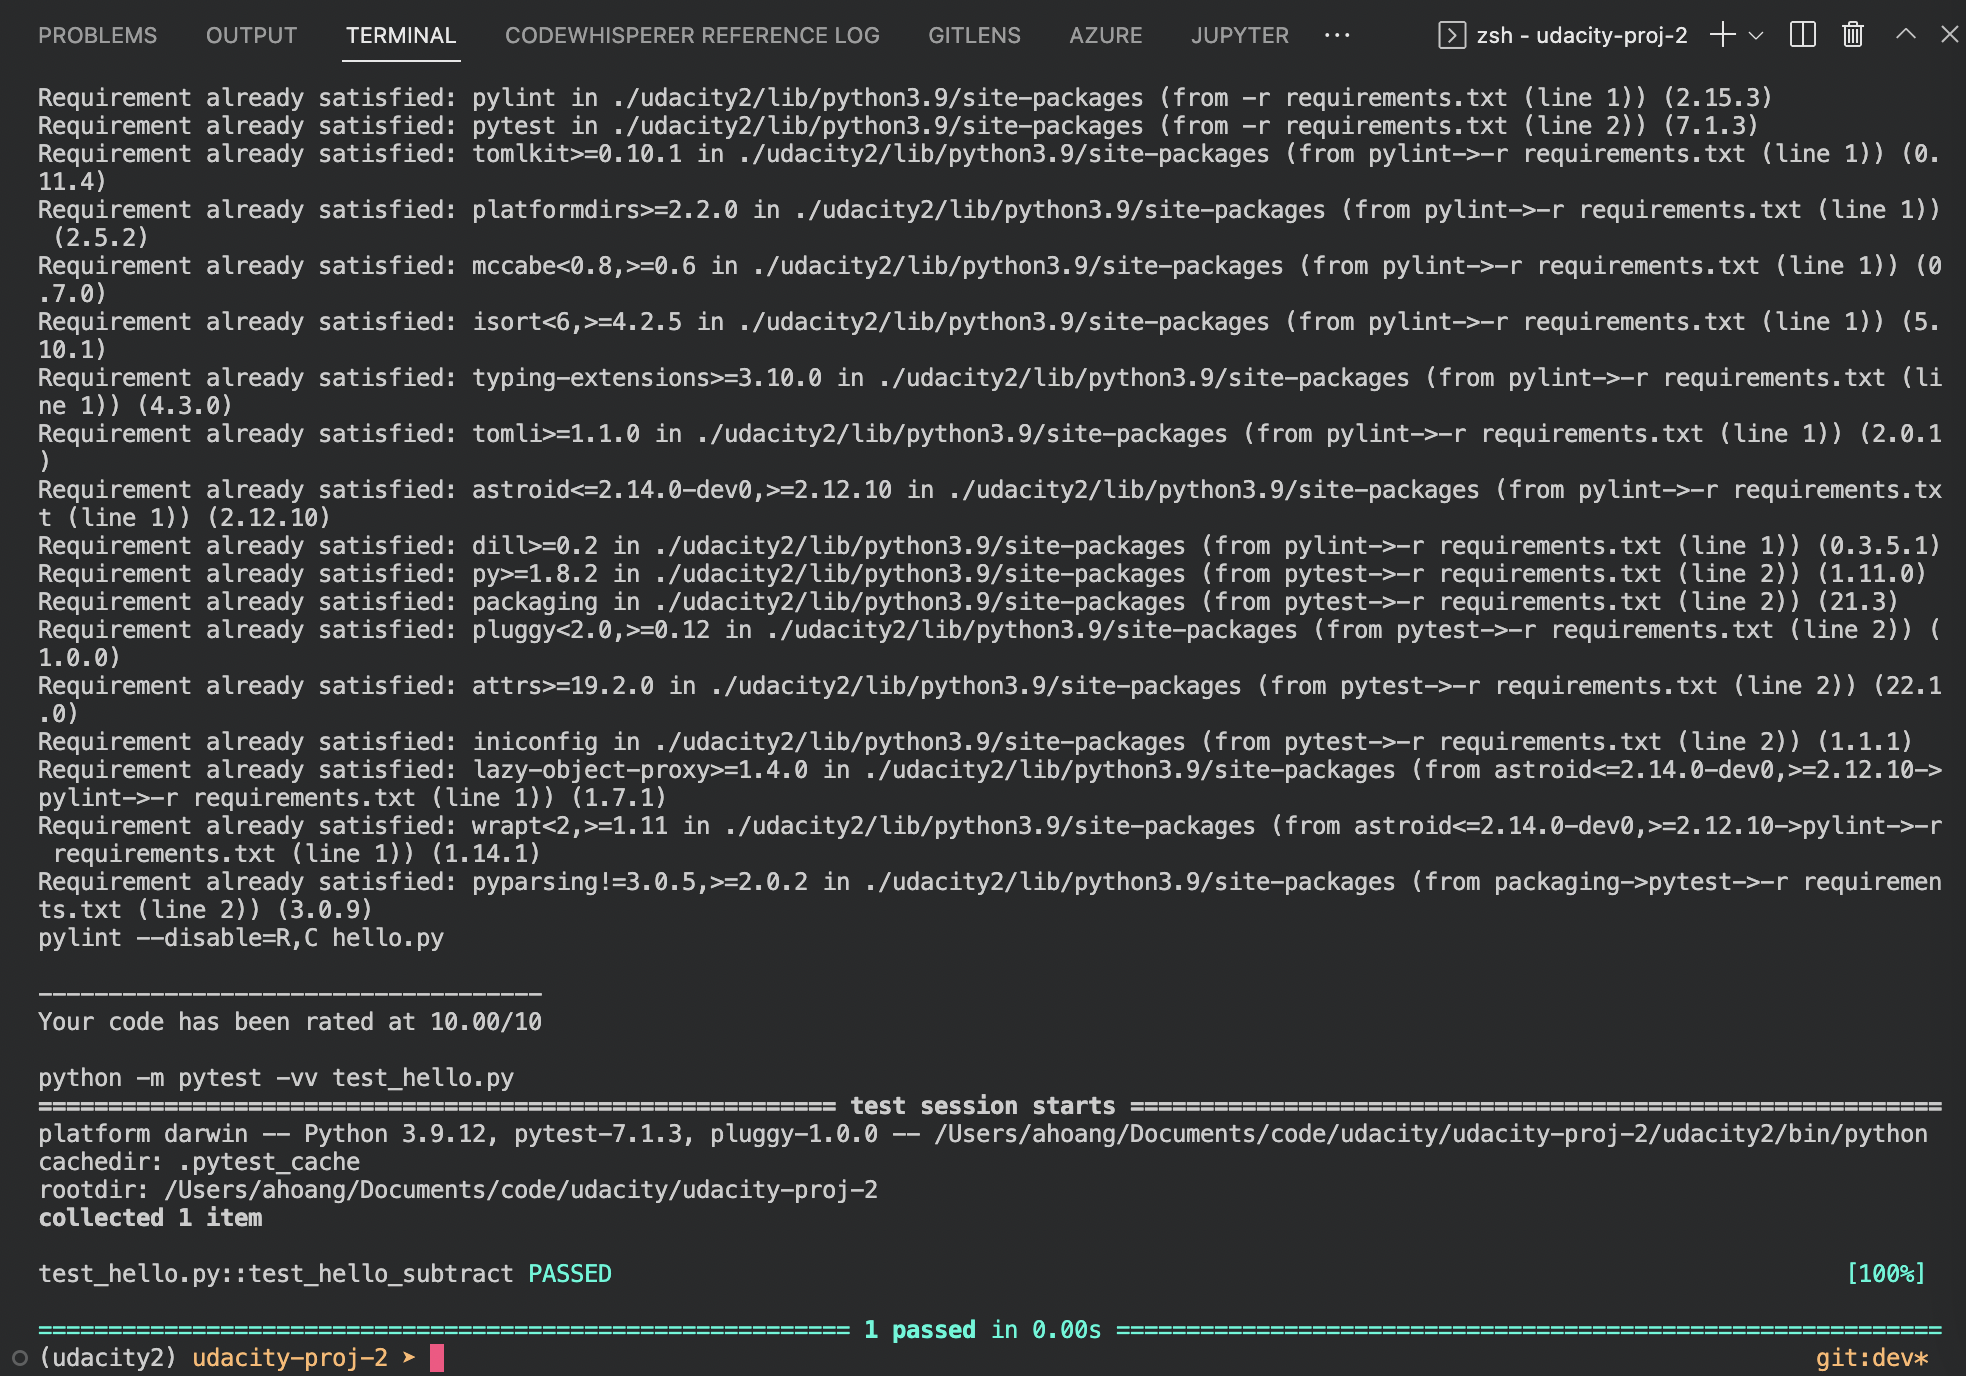 PROBLEMS OUTPUT TERMINAL CODEWHISPERER REFERENCE LOG GITLENS AZURE JUPYTER ··· zsh - udacity-proj-2
Requirement already satisfied: pylint in ./udacity2/lib/python3.9/site-packages (from -r requirements.txt (line 1)) (2.15.3)
Requirement already satisfied: pytest in ./udacity2/lib/python3.9/site-packages (from -r requirements.txt (line 2)) (7.1.3)
Requirement already satisfied: tomlkit>=0.10.1 in ./udacity2/lib/python3.9/site-packages (from pylint->-r requirements.txt (line 1)) (0.
11.4)
Requirement already satisfied: platformdirs>=2.2.0 in ./udacity2/lib/python3.9/site-packages (from pylint->-r requirements.txt (line 1))
 (2.5.2)
Requirement already satisfied: mccabe<0.8,>=0.6 in ./udacity2/lib/python3.9/site-packages (from pylint->-r requirements.txt (line 1)) (0
.7.0)
Requirement already satisfied: isort<6,>=4.2.5 in ./udacity2/lib/python3.9/site-packages (from pylint->-r requirements.txt (line 1)) (5.
10.1)
Requirement already satisfied: typing-extensions>=3.10.0 in ./udacity2/lib/python3.9/site-packages (from pylint->-r requirements.txt (li
ne 1)) (4.3.0)
Requirement already satisfied: tomli>=1.1.0 in ./udacity2/lib/python3.9/site-packages (from pylint->-r requirements.txt (line 1)) (2.0.1
)
Requirement already satisfied: astroid<=2.14.0-dev0,>=2.12.10 in ./udacity2/lib/python3.9/site-packages (from pylint->-r requirements.tx
t (line 1)) (2.12.10)
Requirement already satisfied: dill>=0.2 in ./udacity2/lib/python3.9/site-packages (from pylint->-r requirements.txt (line 1)) (0.3.5.1)
Requirement already satisfied: py>=1.8.2 in ./udacity2/lib/python3.9/site-packages (from pytest->-r requirements.txt (line 2)) (1.11.0)
Requirement already satisfied: packaging in ./udacity2/lib/python3.9/site-packages (from pytest->-r requirements.txt (line 2)) (21.3)
Requirement already satisfied: pluggy<2.0,>=0.12 in ./udacity2/lib/python3.9/site-packages (from pytest->-r requirements.txt (line 2)) (
1.0.0)
Requirement already satisfied: attrs>=19.2.0 in ./udacity2/lib/python3.9/site-packages (from pytest->-r requirements.txt (line 2)) (22.1
.0)
Requirement already satisfied: iniconfig in ./udacity2/lib/python3.9/site-packages (from pytest->-r requirements.txt (line 2)) (1.1.1)
Requirement already satisfied: lazy-object-proxy>=1.4.0 in ./udacity2/lib/python3.9/site-packages (from astroid<=2.14.0-dev0,>=2.12.10->
pylint->-r requirements.txt (line 1)) (1.7.1)
Requirement already satisfied: wrapt<2,>=1.11 in ./udacity2/lib/python3.9/site-packages (from astroid<=2.14.0-dev0,>=2.12.10->pylint->-r
 requirements.txt (line 1)) (1.14.1)
Requirement already satisfied: pyparsing!=3.0.5,>=2.0.2 in ./udacity2/lib/python3.9/site-packages (from packaging->pytest->-r requiremen
ts.txt (line 2)) (3.0.9)
pylint --disable=R,C hello.py
------------------------------------
Your code has been rated at 10.00/10
python -m pytest -vv test_hello.py
========================================================= test session starts ==========================================================
platform darwin -- Python 3.9.12, pytest-7.1.3, pluggy-1.0.0 -- /Users/ahoang/Documents/code/udacity/udacity-proj-2/udacity2/bin/python
cachedir: .pytest_cache
rootdir: /Users/ahoang/Documents/code/udacity/udacity-proj-2
collected 1 item
test_hello.py::test_hello_subtract PASSED [100%]
========================================================== 1 passed in 0.00s ===========================================================
(udacity2) udacity-proj-2 ➤ git:dev*